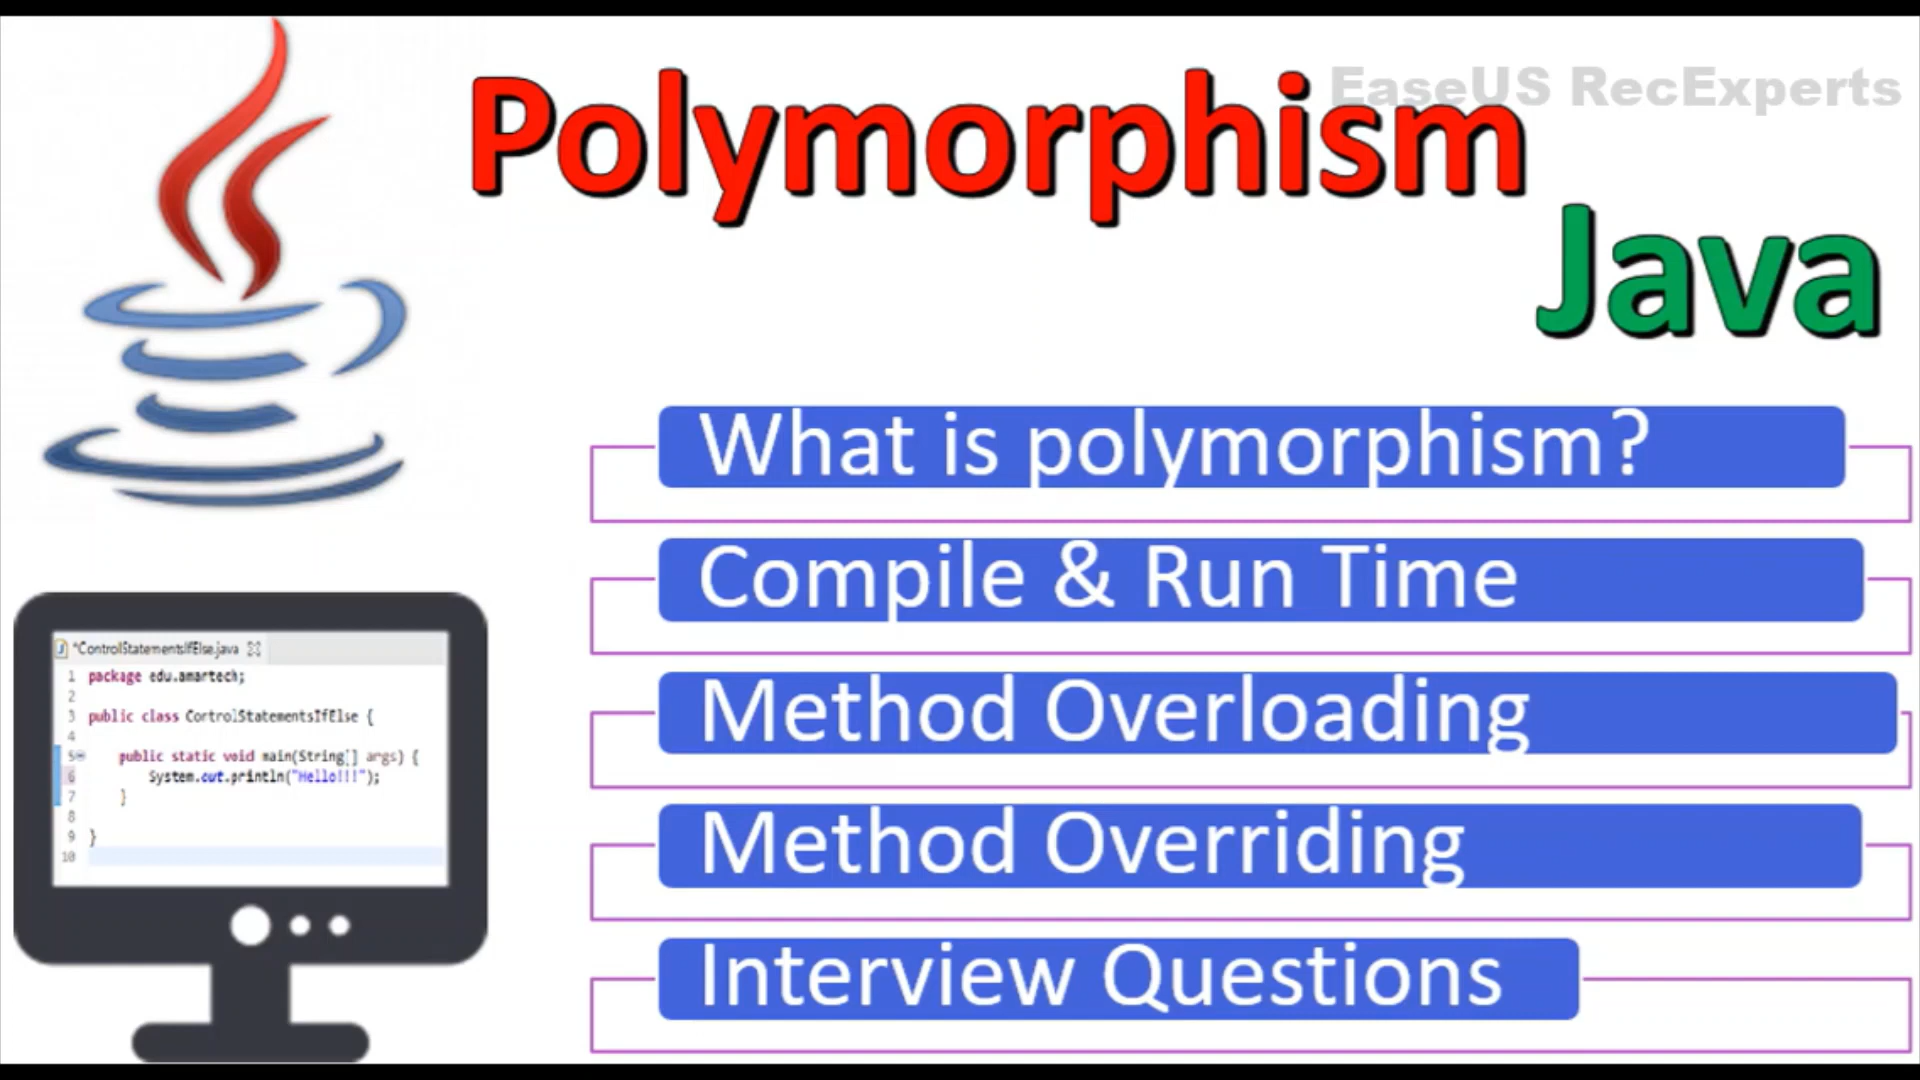 EaseUS RecExperts
Polymorphism
Java
What is polymorphism?
Compile & Run Time
Method Overloading
Method Overriding
Interview Questions
*ControlStatementsIfElse.java
1 package edu.amartech;
2
3 public class ControlStatementsIfElse {
4
5 public static void main(String[] args) {
6 System.out.println("Hello!!!");
7 }
8
9 }
10